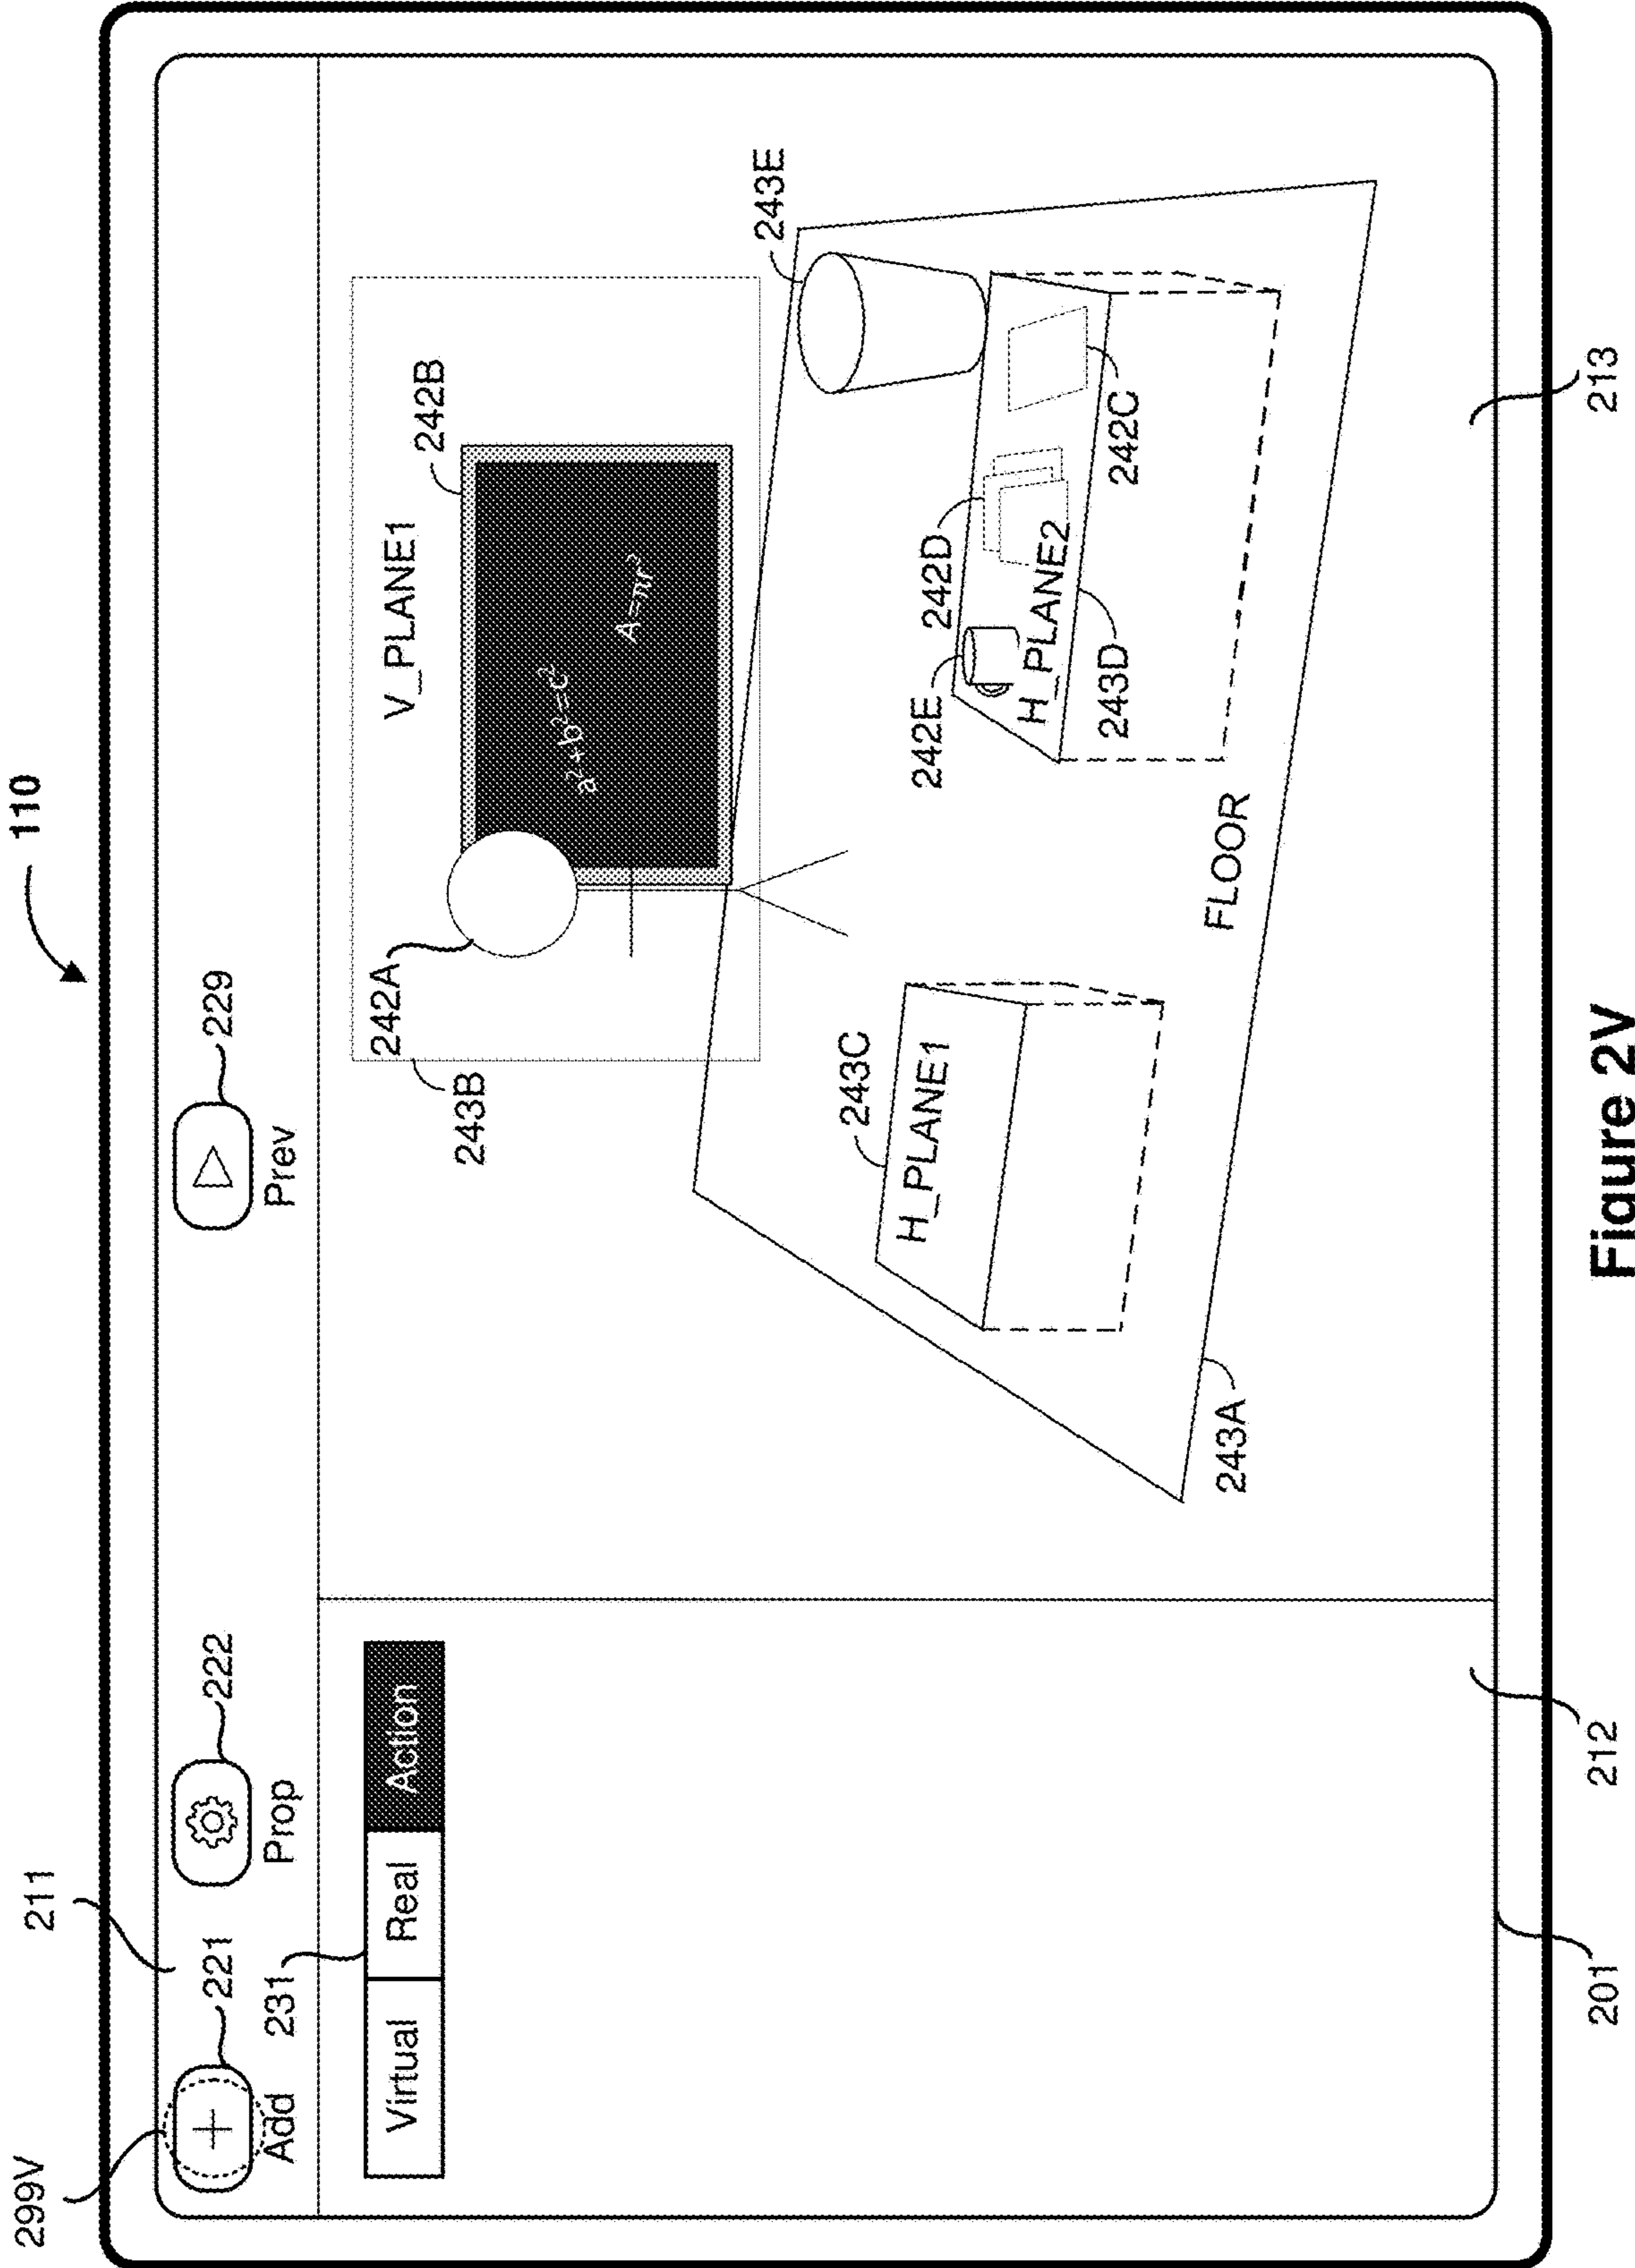 110
299V
211
221
222
229
Add
Prop
Prev
231
Virtual
Real
Action
243B
242A
V_PLANE1
242B
a²+b²=c²
A=πr²
243E
243C
H_PLANE1
242E
242D
H_PLANE2
243D
242C
FLOOR
243A
201
212
213
Figure 2V